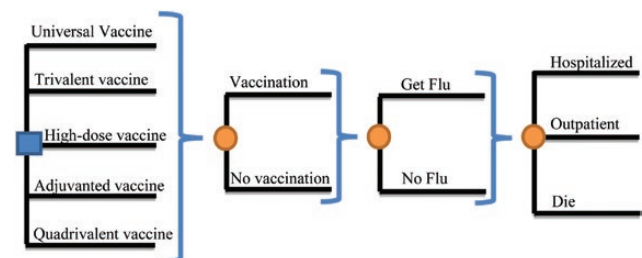 Universal Vaccine
Trivalent vaccine
High-dose vaccine
Adjuvanted vaccine
Quadrivalent vaccine
Vaccination
No vaccination
Get Flu
No Flu
Hospitalized
Outpatient
Die